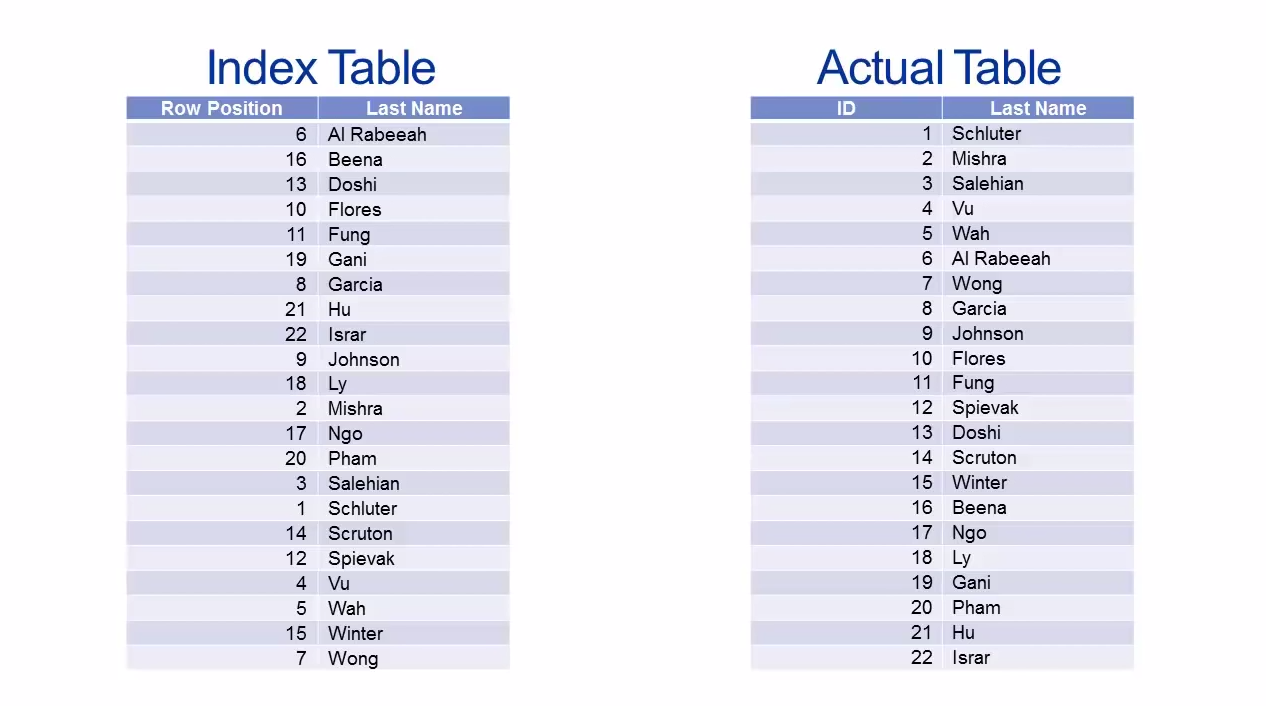 Index Table
Row Position Last Name
6 Al Rabeeah
16 Beena
13 Doshi
10 Flores
11 Fung
19 Gani
8 Garcia
21 Hu
22 Israr
9 Johnson
18 Ly
2 Mishra
17 Ngo
20 Pham
3 Salehian
1 Schluter
14 Scruton
12 Spievak
4 Vu
5 Wah
15 Winter
7 Wong
Actual Table
ID Last Name
1 Schluter
2 Mishra
3 Salehian
4 Vu
5 Wah
6 Al Rabeeah
7 Wong
8 Garcia
9 Johnson
10 Flores
11 Fung
12 Spievak
13 Doshi
14 Scruton
15 Winter
16 Beena
17 Ngo
18 Ly
19 Gani
20 Pham
21 Hu
22 Israr